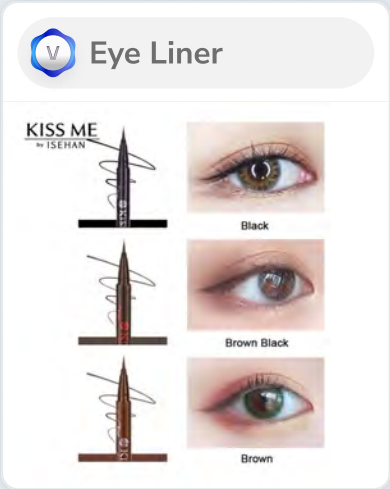 V
Eye Liner
KISS ME
by ISEHAN
Black
Brown Black
Brown